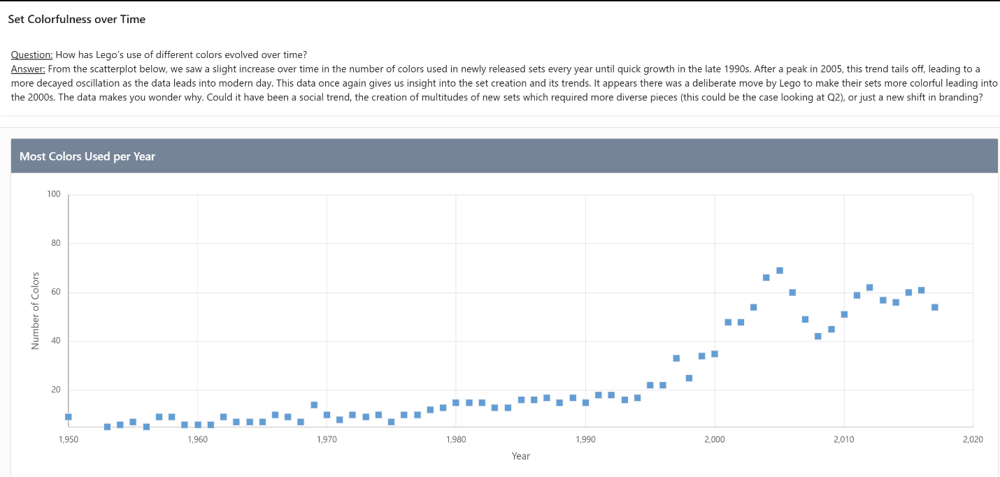 Set Colorfulness over Time
Question: How has Lego's use of different colors evolved over time?
Answer: From the scatterplot below, we saw a slight increase over time in the number of colors used in newly released sets every year until quick growth in the late 1990s. After a peak in 2005, this trend tails off, leading to a
more decayed oscillation as the data leads into modern day. This data once again gives us insight into the set creation and its trends. It appears there was a deliberate move by Lego to make their sets more colorful leading into
the 2000s. The data makes you wonder why. Could it have been a social trend, the creation of multitudes of new sets which required more diverse pieces (this could be the case looking at Q2), or just a new shift in branding?
Most Colors Used per Year
100
80
60
40
20
Number of Colors
1,950 1,960 1,970 1,980 1,990 2,000 2,010 2,020
Year